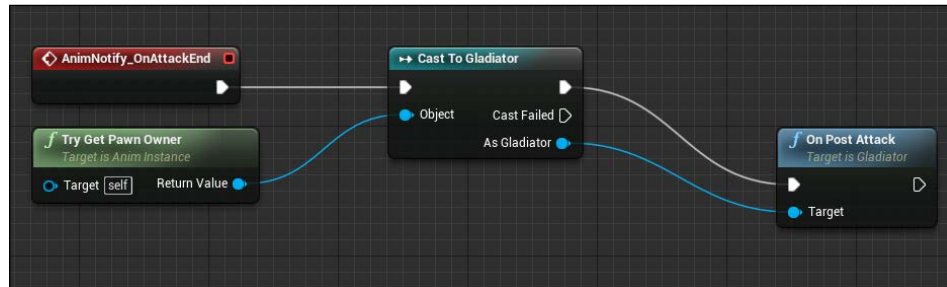 AnimNotify_OnAttackEnd
Cast To Gladiator
Object
Cast Failed
As Gladiator
f Try Get Pawn Owner
Target is Anim Instance
Target self
Return Value
f On Post Attack
Target is Gladiator
Target